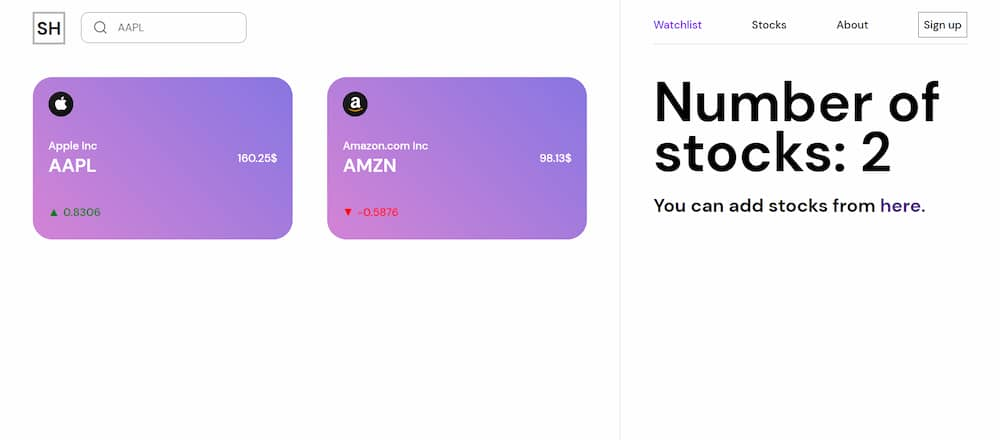 SH
AAPL
Watchlist
Stocks
About
Sign up
Apple Inc
AAPL
160.25$
▲ 0.8306
a
Amazon.com Inc
AMZN
98.13$
▼ -0.5876
Number of
stocks: 2
You can add stocks from here.